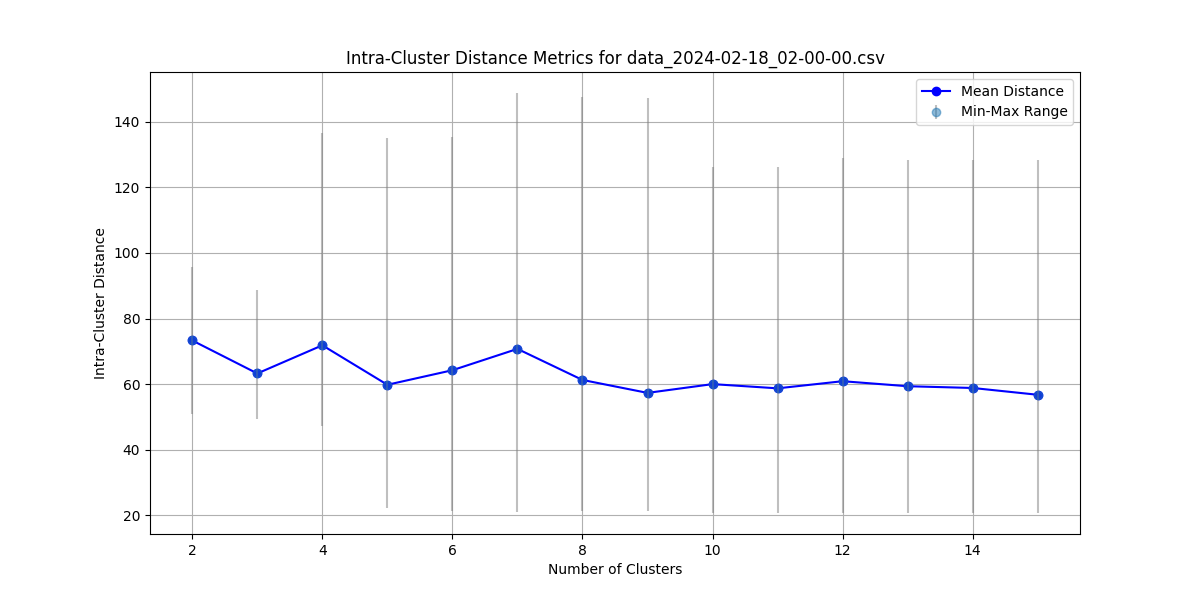 Intra-Cluster Distance Metrics for data_2024-02-18_02-00-00.csv
Mean Distance
Min-Max Range
Intra-Cluster Distance
140
120
100
80
60
40
20
2 4 6 8 10 12 14
Number of Clusters